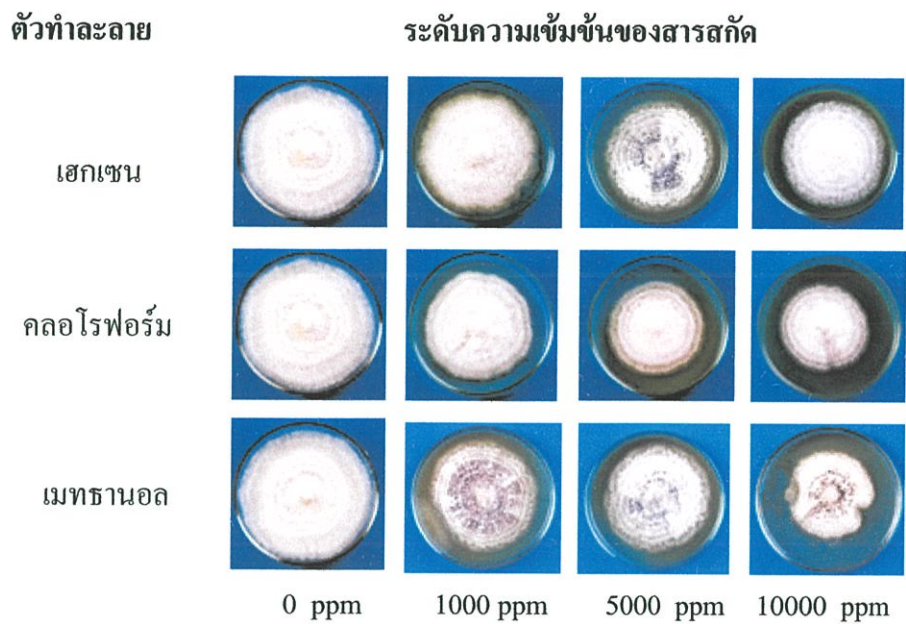 ตัวทำละลาย ระดับความเข้มข้นของสารสกัด
เฮกเซน
คลอโรฟอร์ม
เมทธานอล
0 ppm 1000 ppm 5000 ppm 10000 ppm